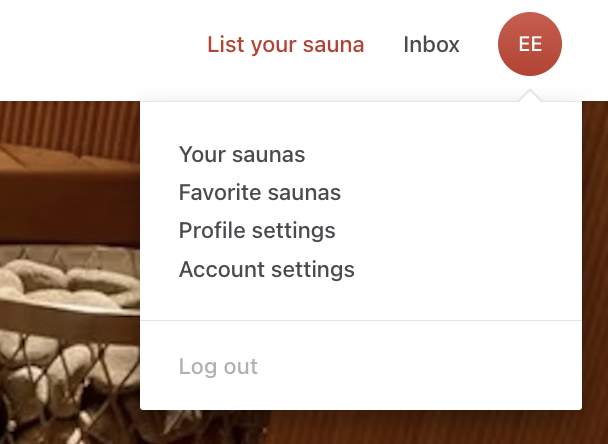 List your sauna
Inbox
EE
Your saunas
Favorite saunas
Profile settings
Account settings
Log out